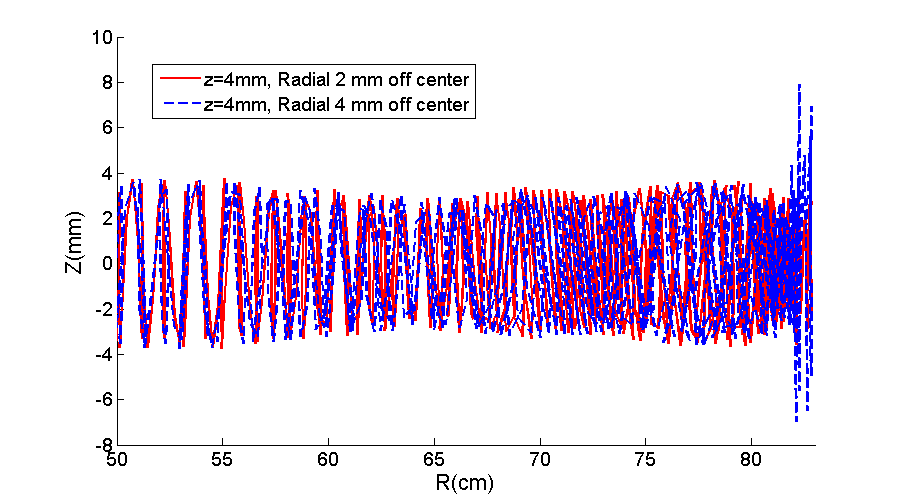 10
8
6
4
2
0
-2
-4
-6
-8
Z(mm)
z=4mm, Radial 2 mm off center
z=4mm, Radial 4 mm off center
50 55 60 65 70 75 80
R(cm)